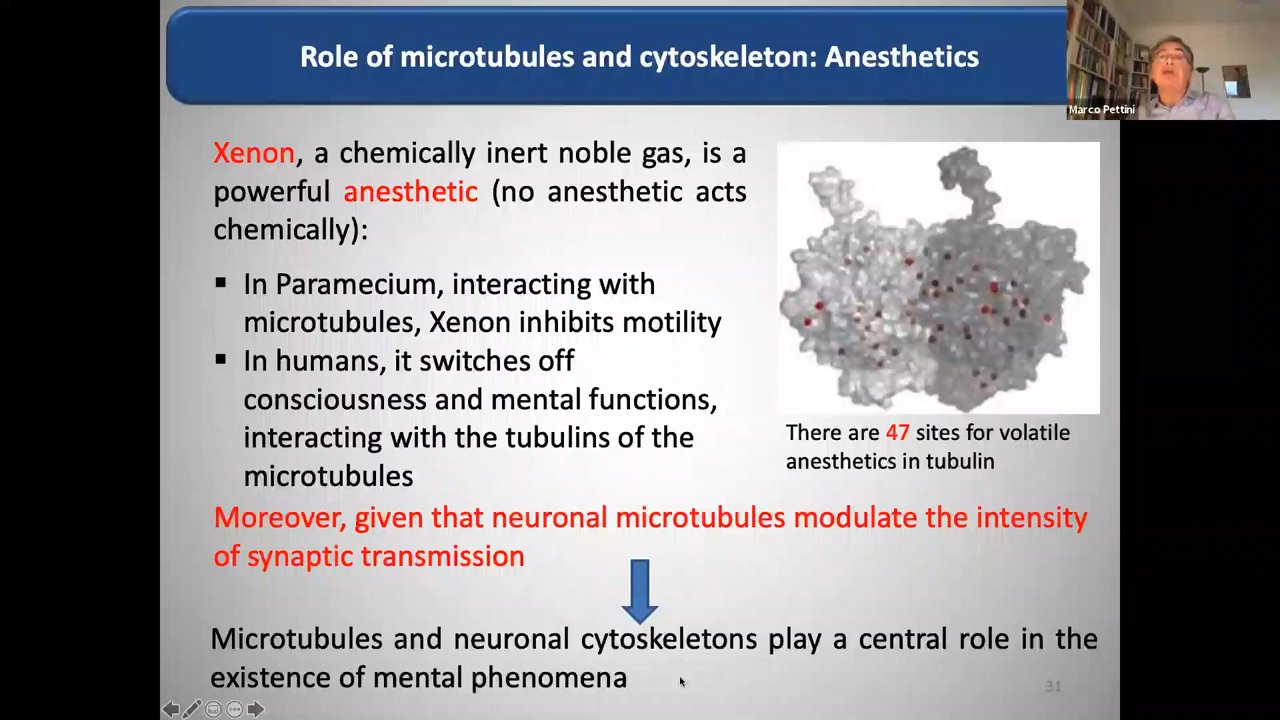 Role of microtubules and cytoskeleton: Anesthetics
Marco Pettini
Xenon, a chemically inert noble gas, is a
powerful anesthetic (no anesthetic acts
chemically):
▪ In Paramecium, interacting with
microtubules, Xenon inhibits motility
▪ In humans, it switches off
consciousness and mental functions,
interacting with the tubulins of the
microtubules
There are 47 sites for volatile
anesthetics in tubulin
Moreover, given that neuronal microtubules modulate the intensity
of synaptic transmission
Microtubules and neuronal cytoskeletons play a central role in the
existence of mental phenomena
31